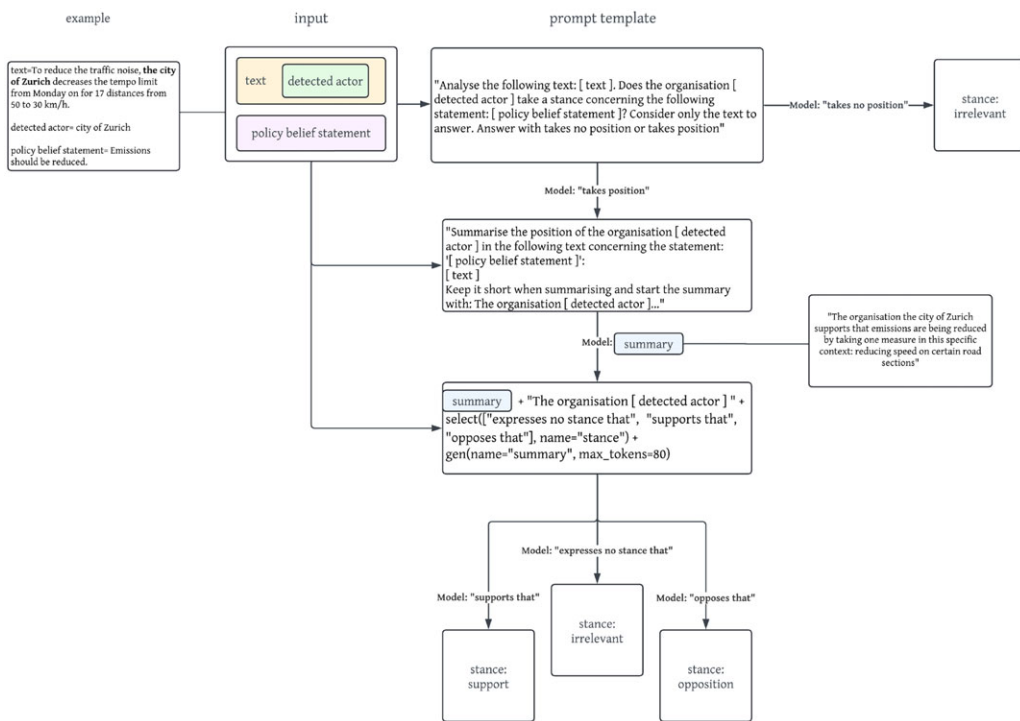 example
input
prompt template
text=To reduce the traffic noise, the city
of Zurich decreases the tempo limit
from Monday on for 17 distances from
50 to 30 km/h.
detected actor= city of Zurich
policy belief statement= Emissions
should be reduced.
text
detected actor
policy belief statement
"Analyse the following text: [ text ]. Does the organisation [
detected actor ] take a stance concerning the following
statement: [ policy belief statement ]? Consider only the text to
answer. Answer with takes no position or takes position"
Model: "takes no position"
stance:
irrelevant
Model: "takes position"
"Summarise the position of the organisation [ detected
actor ] in the following text concerning the statement:
'[ policy belief statement ]':
[ text ]
Keep it short when summarising and start the summary
with: The organisation [ detected actor ]..."
Model:
summary
"The organisation the city of Zurich
supports that emissions are being reduced
by taking one measure in this specific
context: reducing speed on certain road
sections"
summary + "The organisation [ detected actor ] " +
select(["expresses no stance that", "supports that",
"opposes that"], name="stance") +
gen(name="summary", max_tokens=80)
Model: "expresses no stance that"
Model: "supports that"
Model: "opposes that"
stance:
irrelevant
stance:
support
stance:
opposition